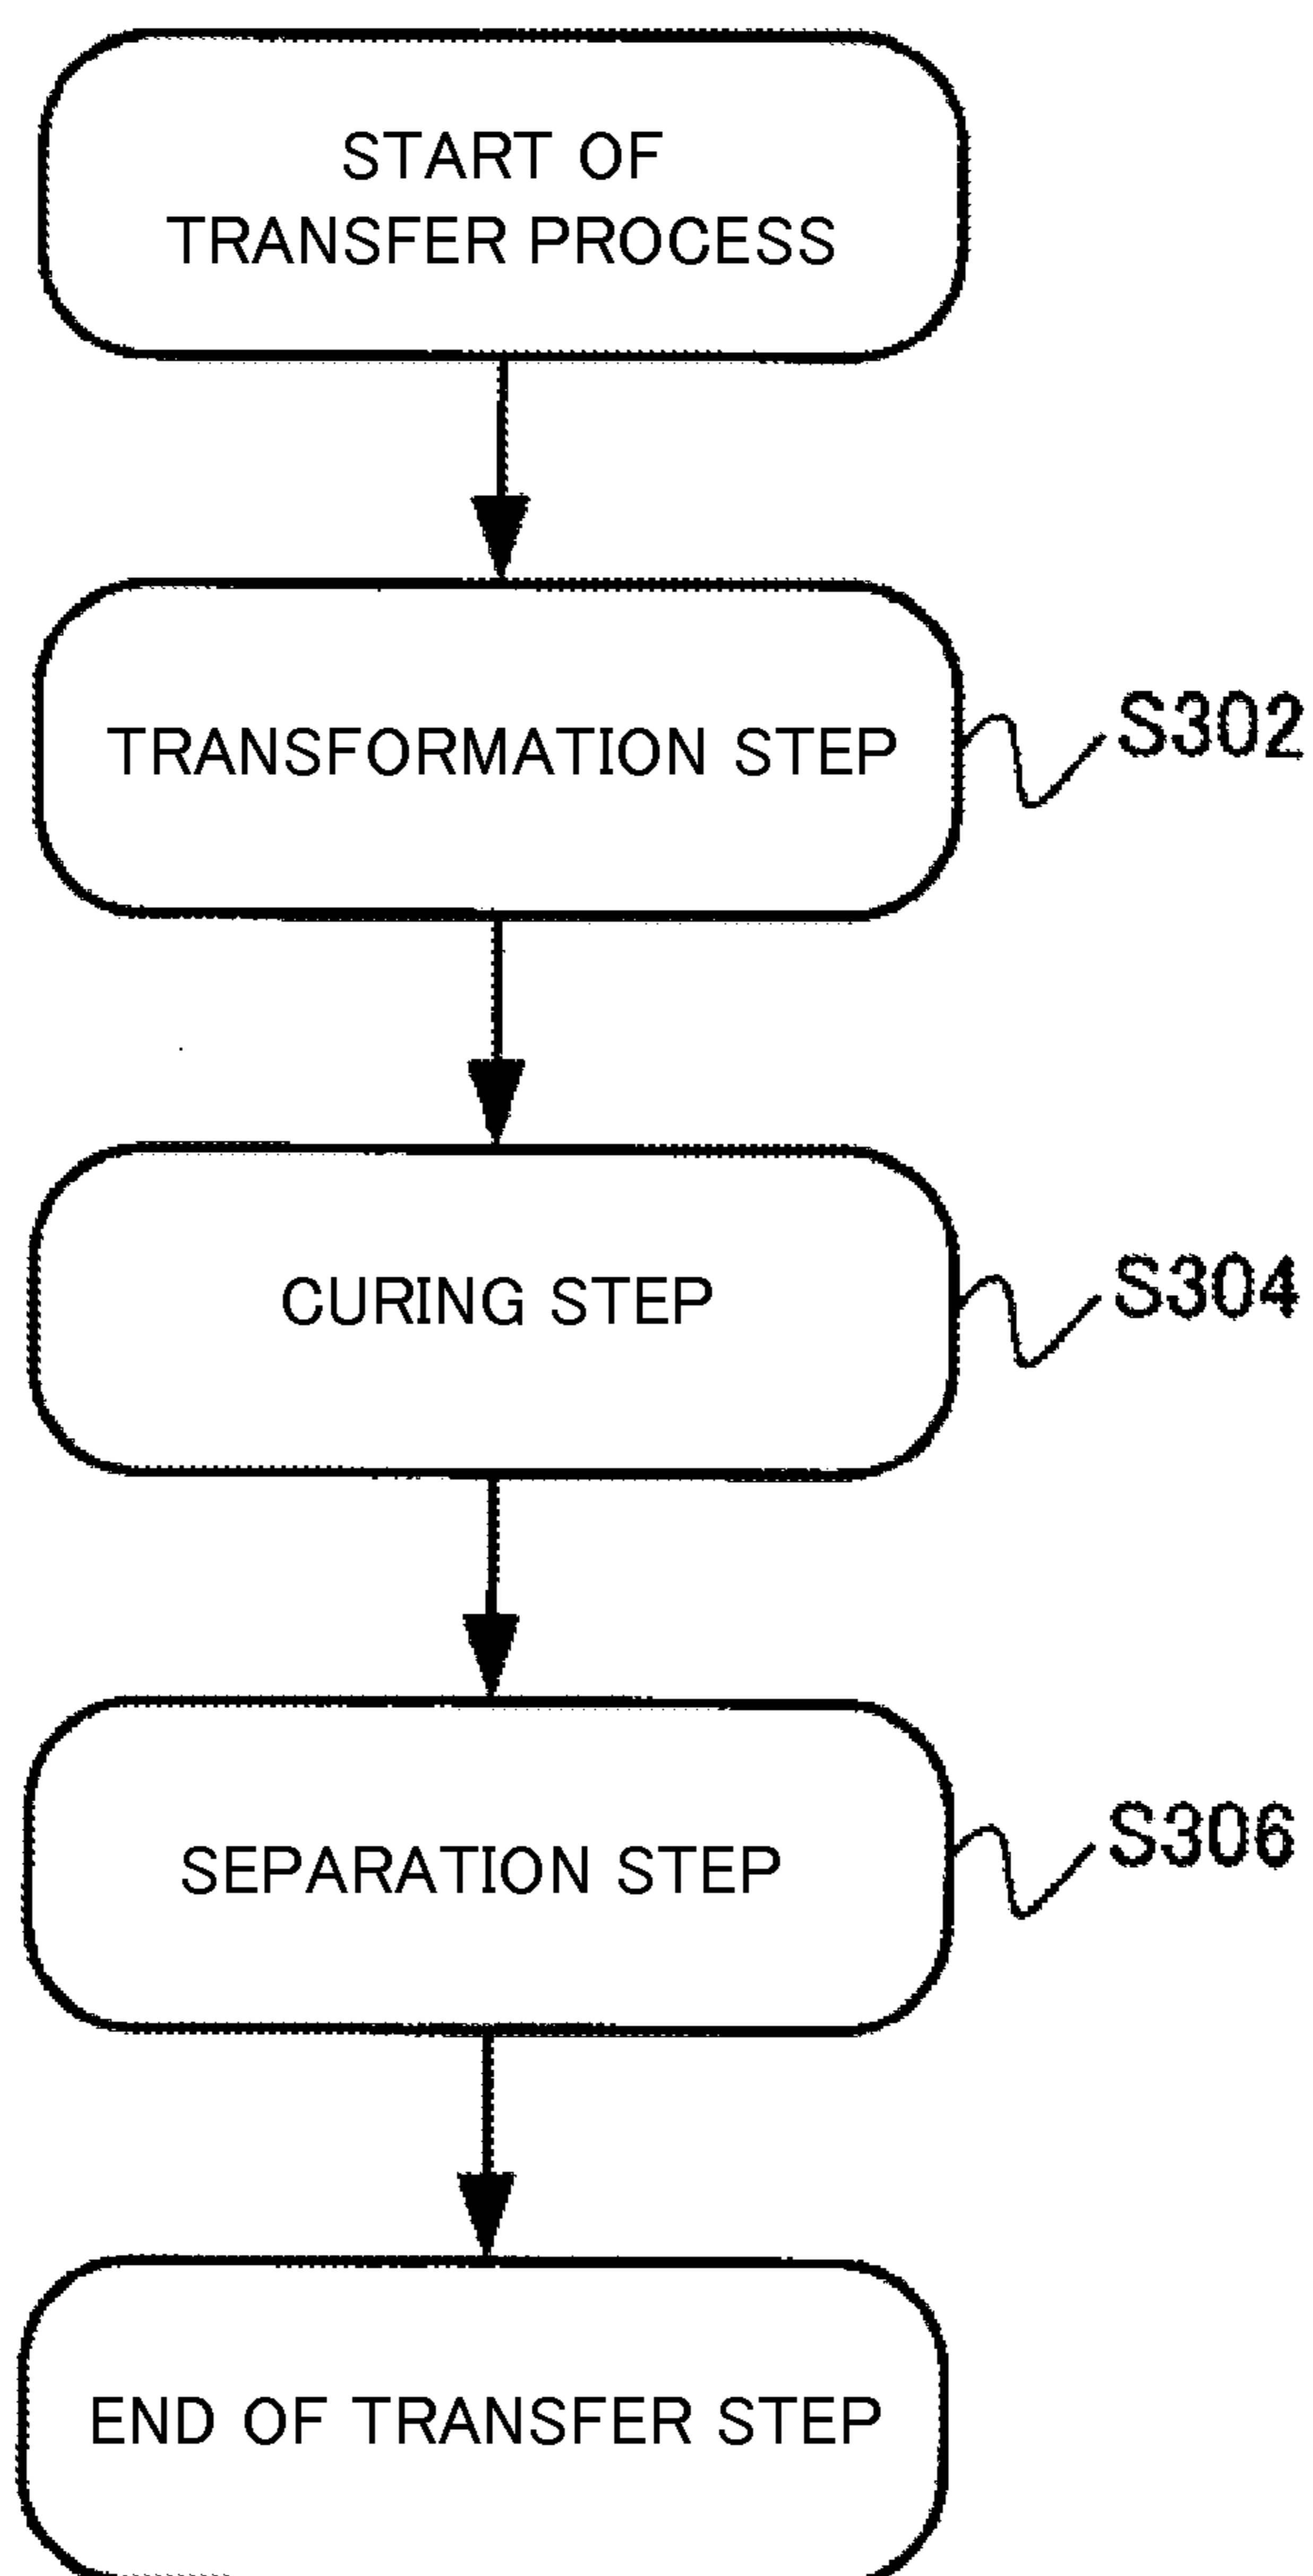 START OF
TRANSFER PROCESS
TRANSFORMATION STEP
S302
CURING STEP
S304
SEPARATION STEP
S306
END OF TRANSFER STEP